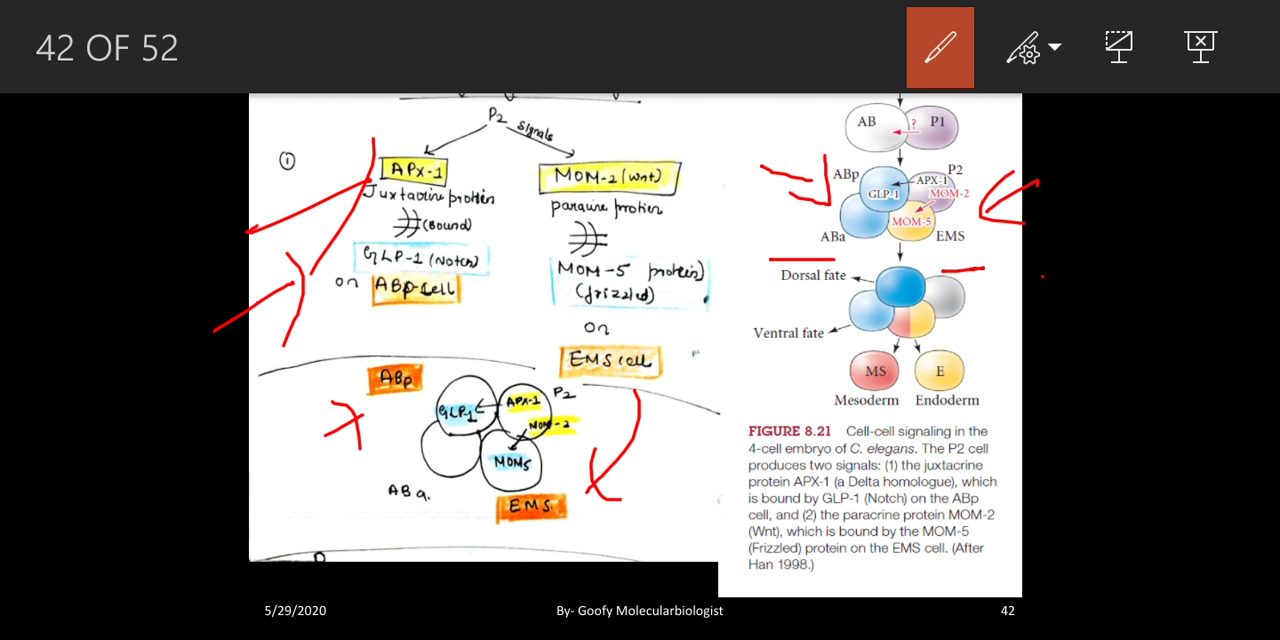 42 OF 52
P2 signals
①
APX-1
Juxtacrine protien
(Bound)
GLP-1 (Notch)
on ABp-cell
MOM-2 (Wnt)
paracrine protien
MOM-5 protein)
(frizzled)
on
EMS cell
ABp
GLP1
APX-1
P2
MOM-2
MOM5
ABa.
EMS
AB
?
P1
ABp
P2
APX-1
GLP-1
MOM-2
MOM-5
ABa
EMS
Dorsal fate
Ventral fate
MS
E
Mesoderm
Endoderm
FIGURE 8.21 Cell-cell signaling in the
4-cell embryo of C. elegans. The P2 cell
produces two signals: (1) the juxtacrine
protein APX-1 (a Delta homologue), which
is bound by GLP-1 (Notch) on the ABp
cell, and (2) the paracrine protein MOM-2
(Wnt), which is bound by the MOM-5
(Frizzled) protein on the EMS cell. (After
Han 1998.)
5/29/2020
By- Goofy Molecularbiologist
42